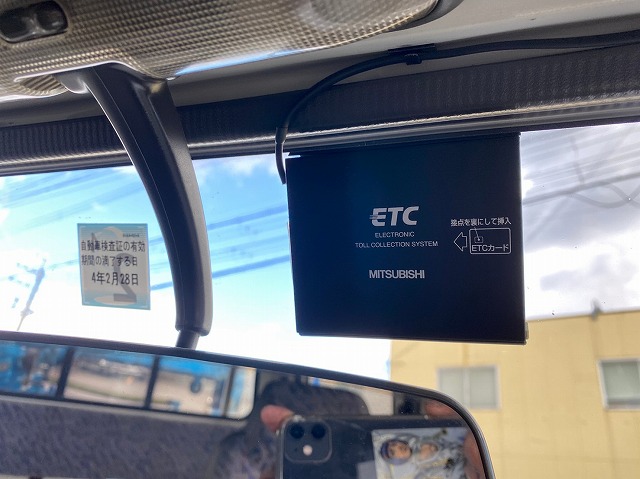 自動車検査証の有効
期間の満了する日
4年2月28日
ETC
ELECTRONIC
TOLL COLLECTION SYSTEM
MITSUBISHI
接点を裏にして挿入
ETCカード